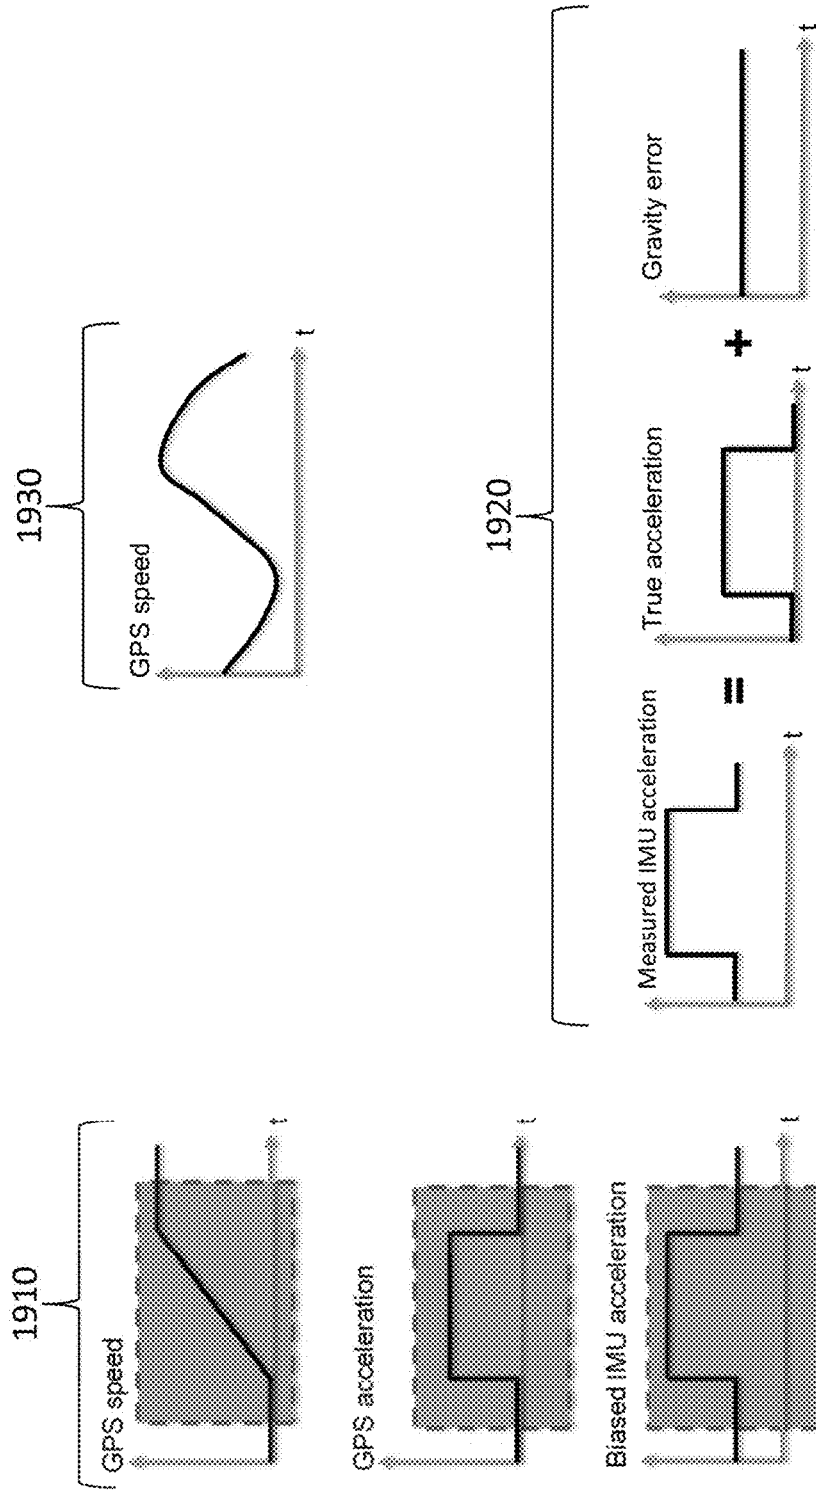 1910
GPS speed
t
GPS acceleration
t
Biased IMU acceleration
t
1930
GPS speed
t
1920
Measured IMU acceleration
t
=
True acceleration
t
+
Gravity error
t